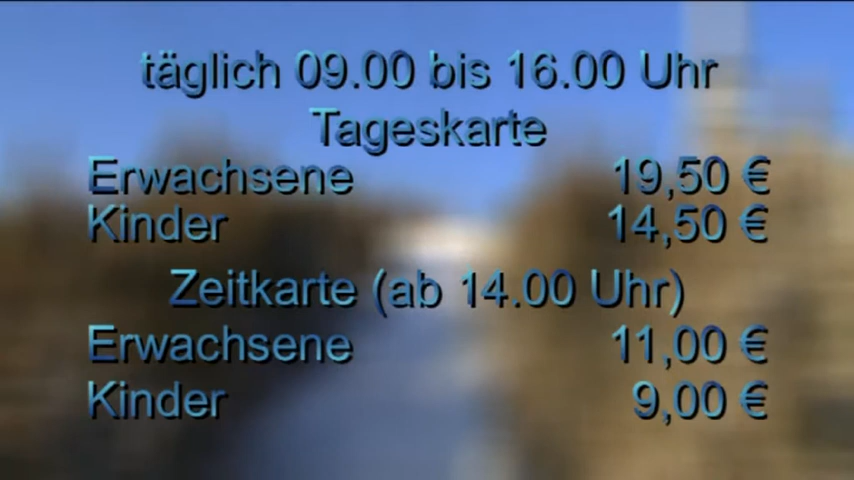 täglich 09.00 bis 16.00 Uhr
Tageskarte
Erwachsene 19,50 €
Kinder 14,50 €
Zeitkarte (ab 14.00 Uhr)
Erwachsene 11,00 €
Kinder 9,00 €